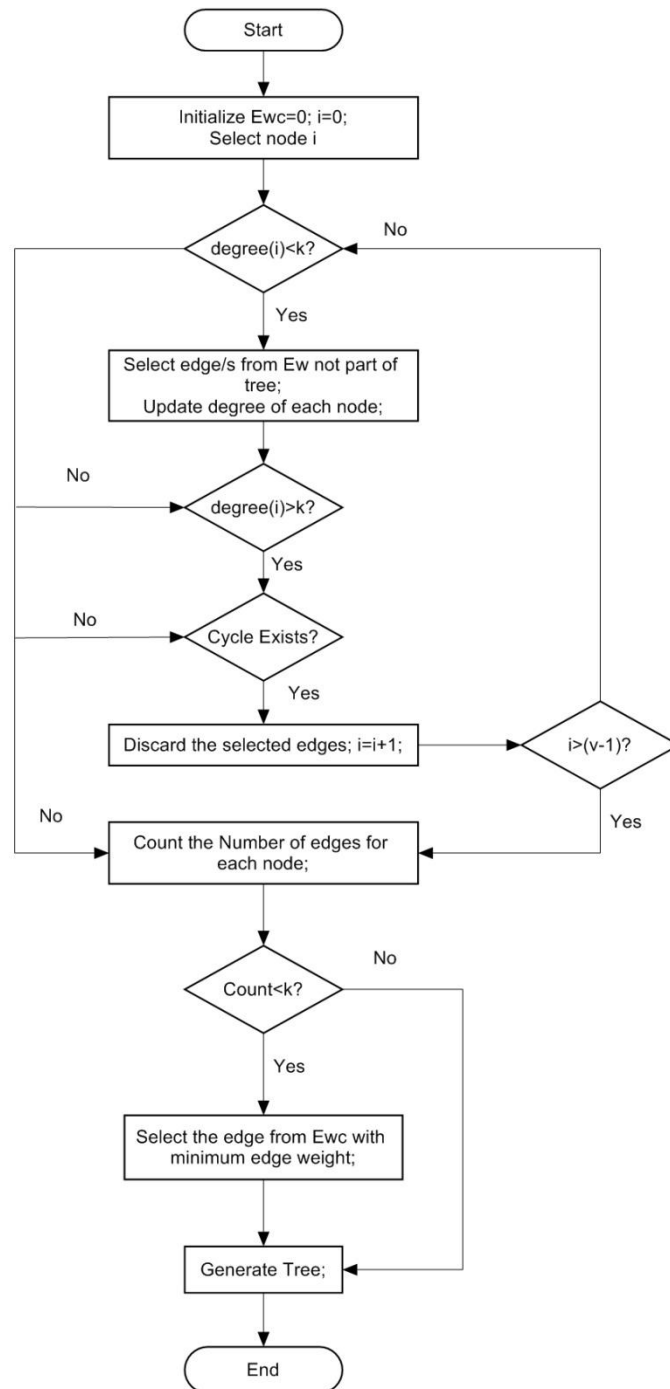 Start
Initialize Ewc=0; i=0;
Select node i
degree(i)<k?
No
Yes
Select edge/s from Ew not part of
tree;
Update degree of each node;
No
degree(i)>k?
Yes
No
Cycle Exists?
Yes
Discard the selected edges; i=i+1;
i>(v-1)?
No
Yes
Count the Number of edges for
each node;
Count<k?
No
Yes
Select the edge from Ewc with
minimum edge weight;
Generate Tree;
End